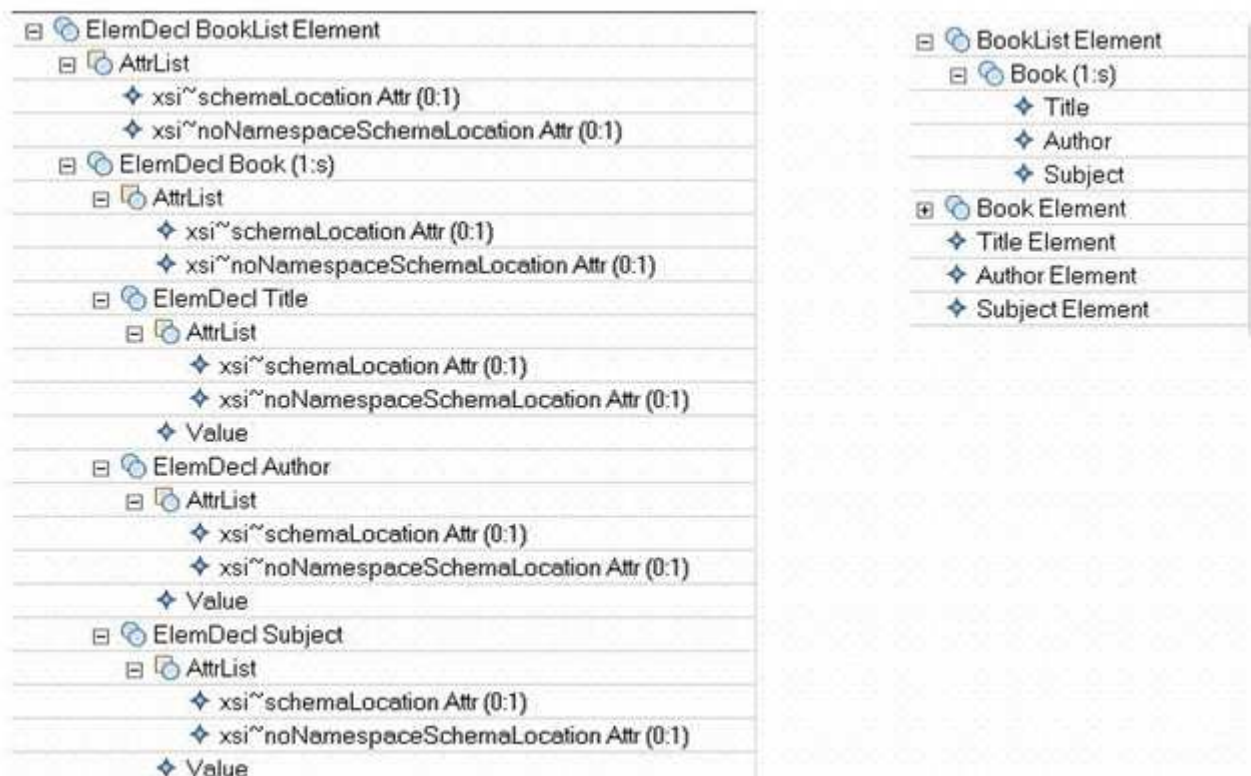 ElemDecl BookList Element
AttrList
xsi~schemaLocation Attr (0:1)
xsi~noNamespaceSchemaLocation Attr (0:1)
ElemDecl Book (1:s)
AttrList
xsi~schemaLocation Attr (0:1)
xsi~noNamespaceSchemaLocation Attr (0:1)
ElemDecl Title
AttrList
xsi~schemaLocation Attr (0:1)
xsi~noNamespaceSchemaLocation Attr (0:1)
Value
ElemDecl Author
AttrList
xsi~schemaLocation Attr (0:1)
xsi~noNamespaceSchemaLocation Attr (0:1)
Value
ElemDecl Subject
AttrList
xsi~schemaLocation Attr (0:1)
xsi~noNamespaceSchemaLocation Attr (0:1)
Value
BookList Element
Book (1:s)
Title
Author
Subject
Book Element
Title Element
Author Element
Subject Element